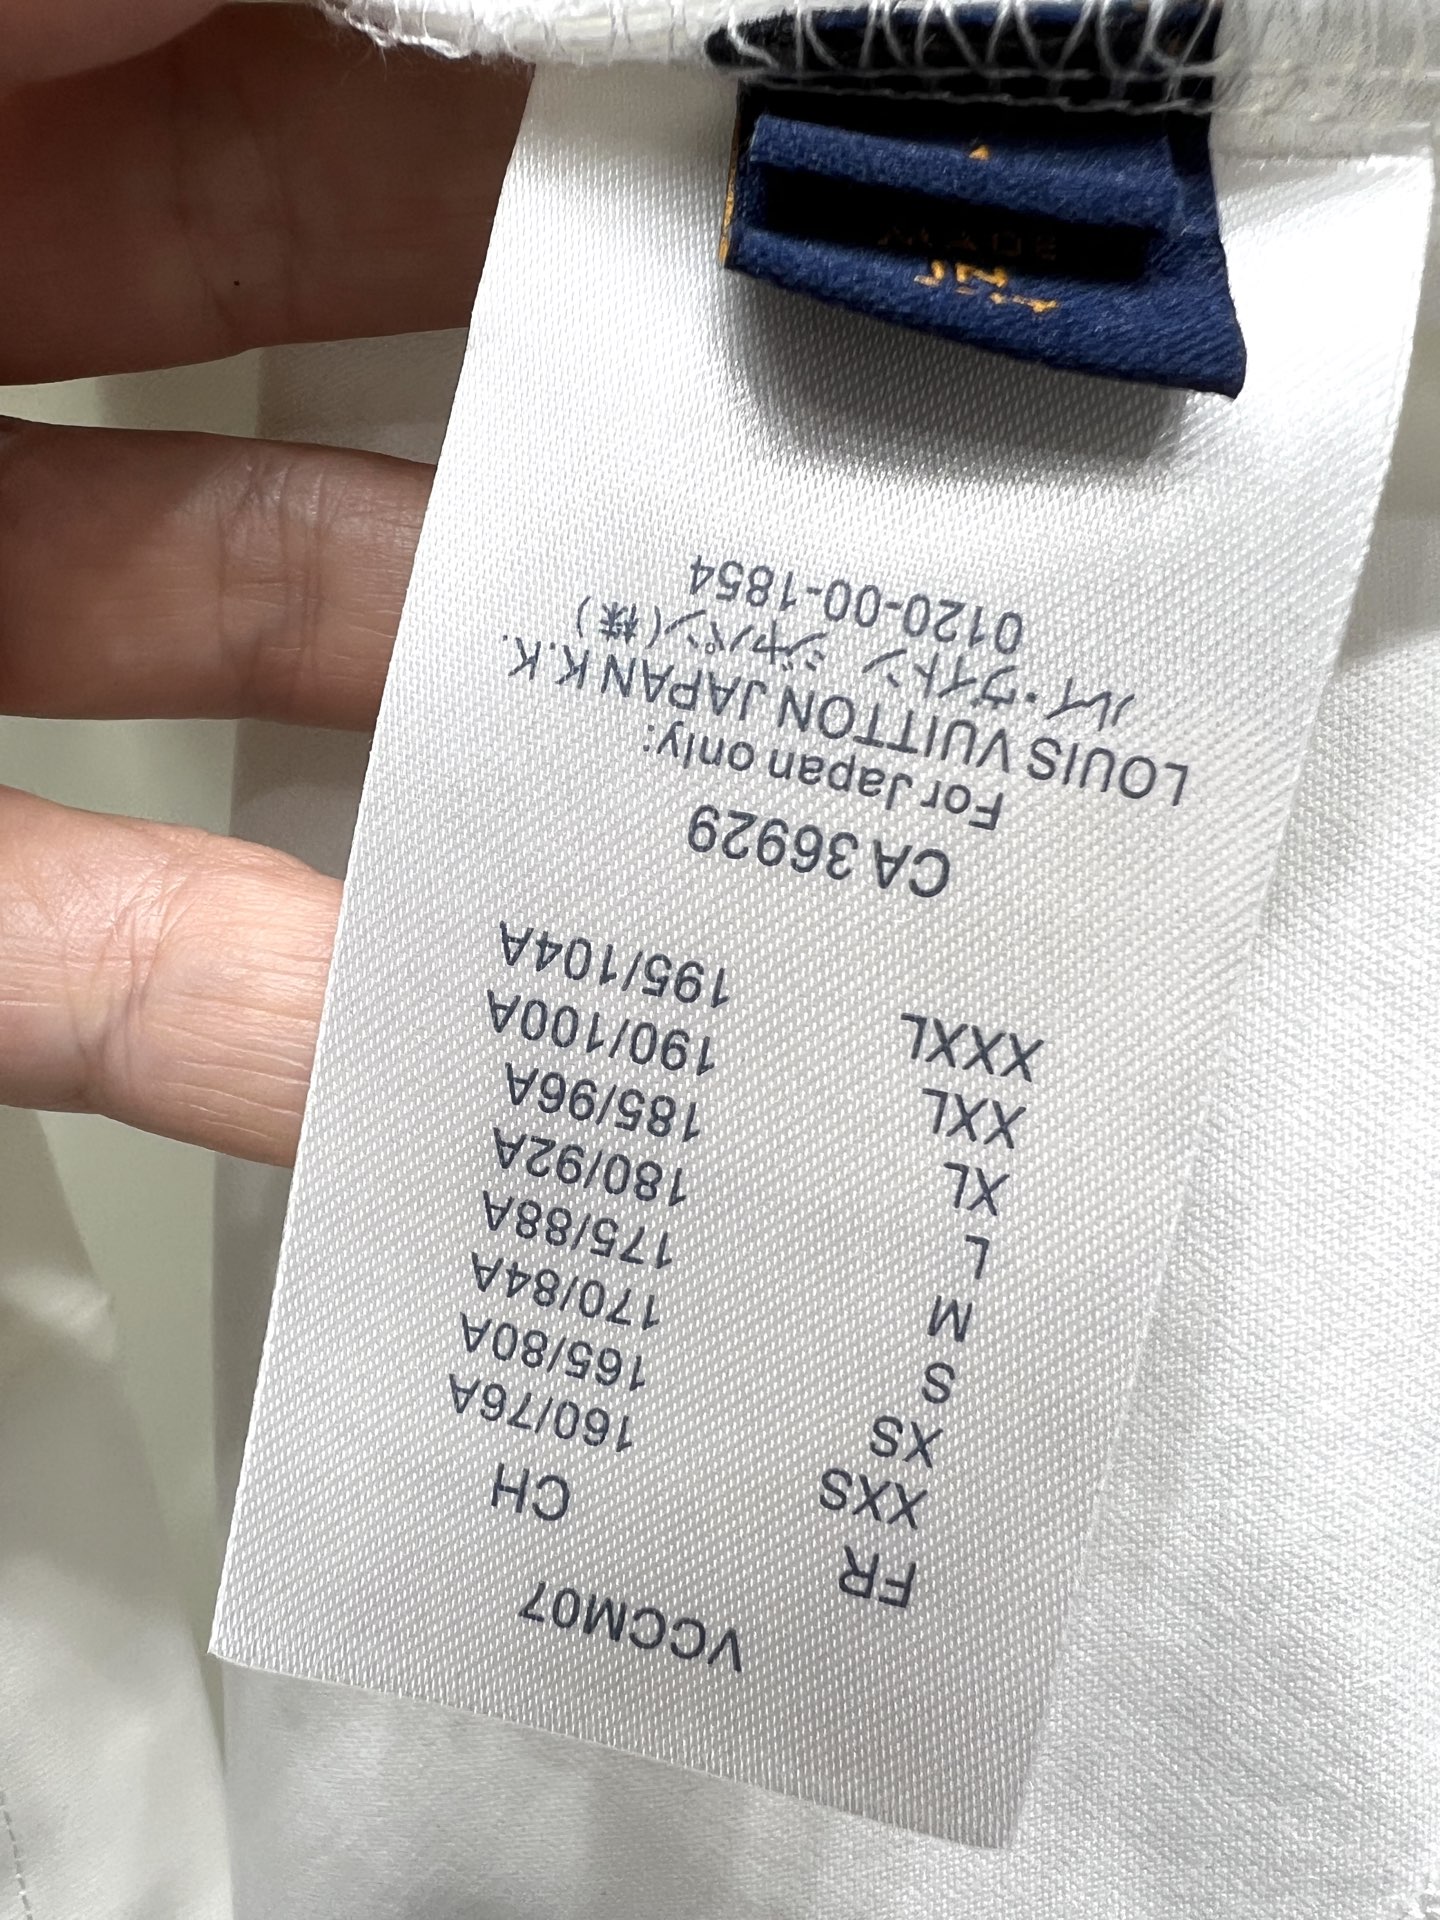 VCCM07
FR CH
XXS 160/76A
XS 165/80A
S 170/84A
M 175/88A
L 180/92A
XL 185/96A
XXL 190/100A
XXXL 195/104A
CA 36929
For Japan only:
LOUIS VUITTON JAPAN K.K.
ルイ・ヴィトン ジャパン(株)
0120-00-1854
MADE
IN